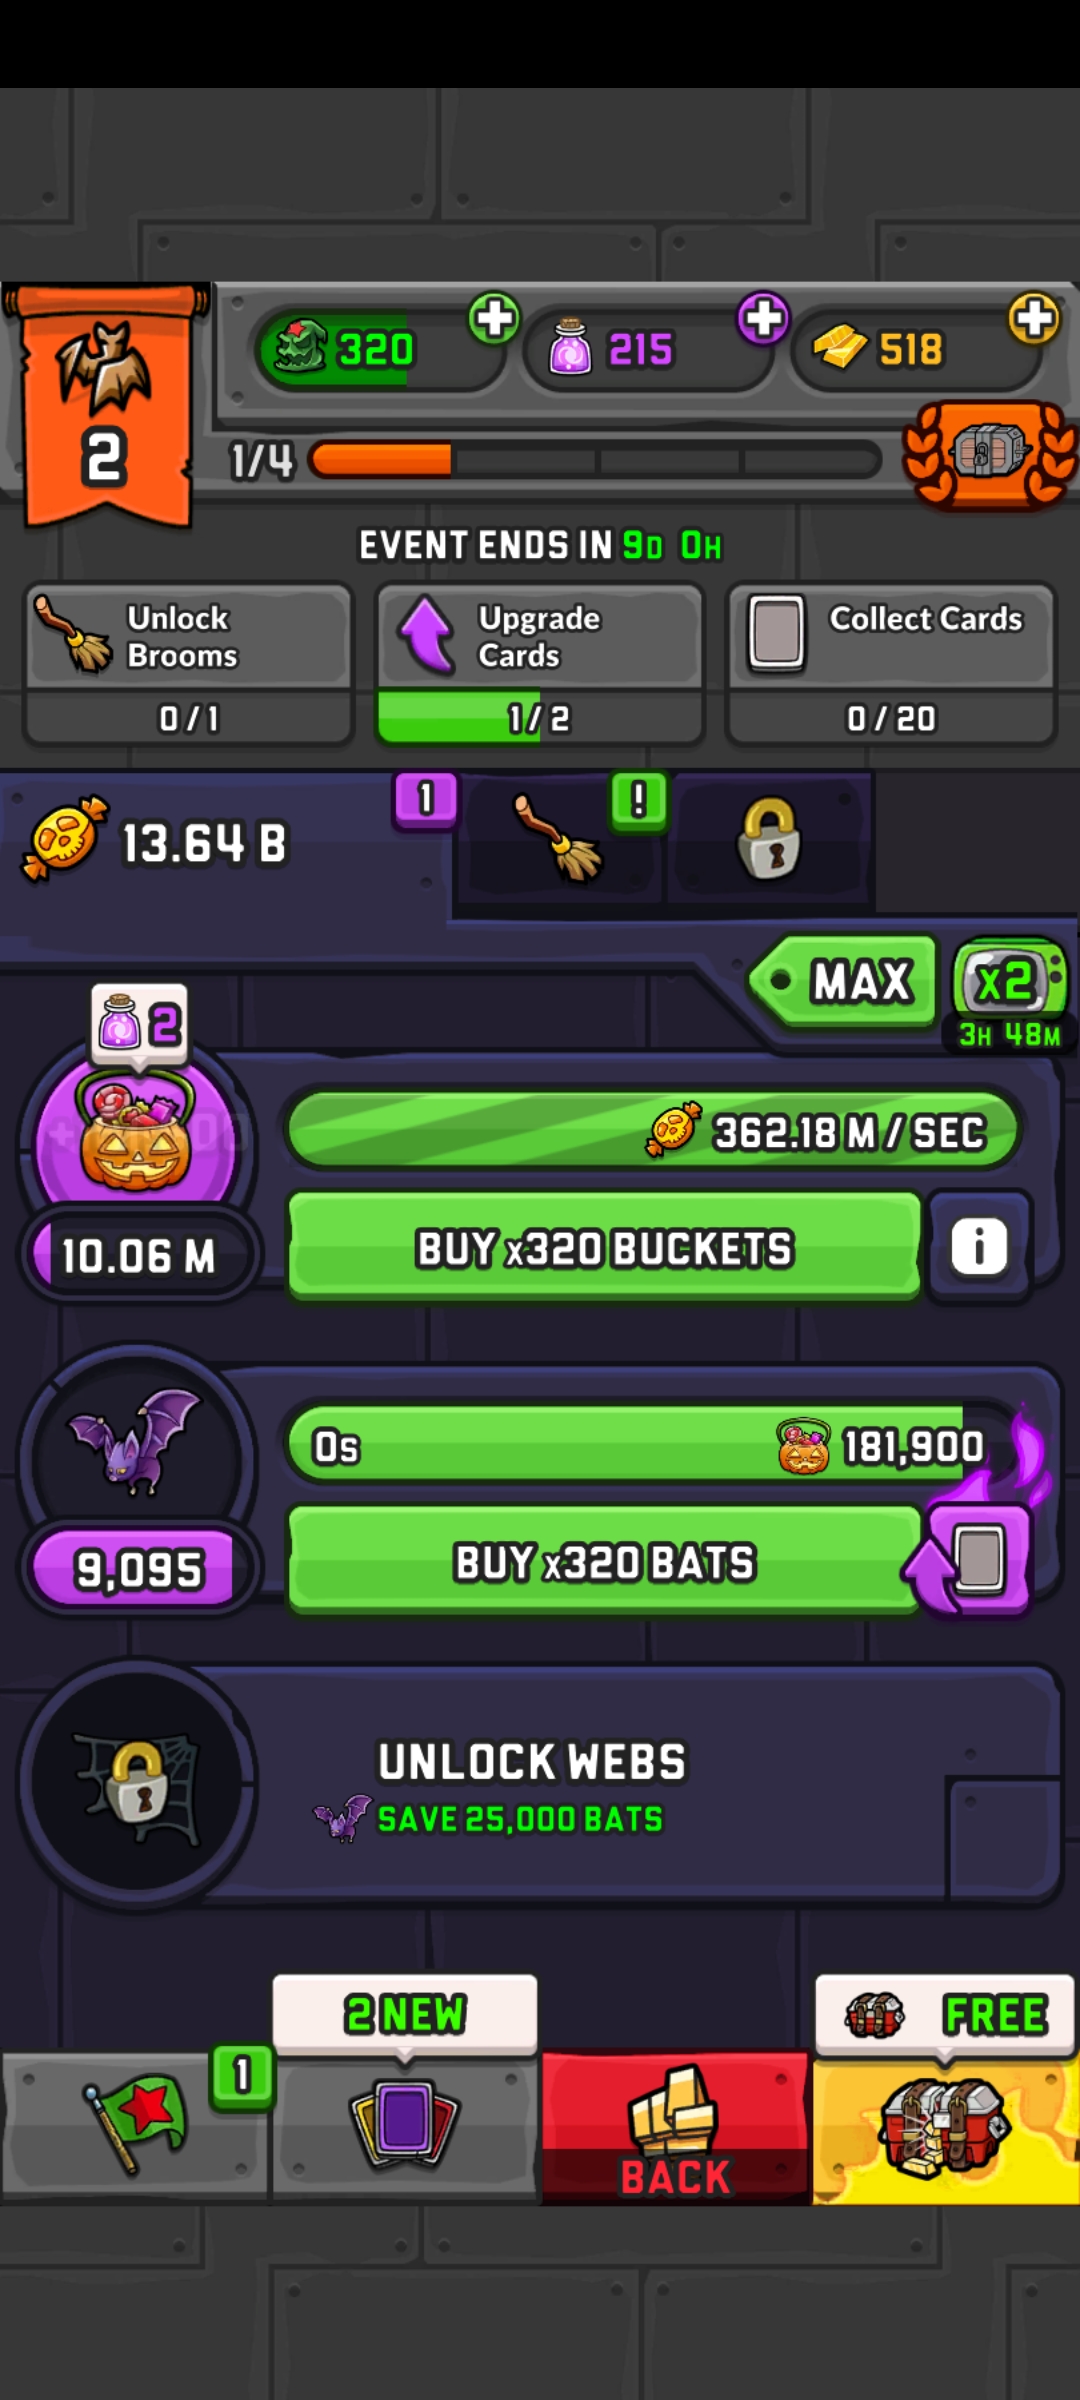 320
215
518
2
1/4
EVENT ENDS IN 9D 0H
Unlock Brooms
0 / 1
Upgrade Cards
1 / 2
Collect Cards
0 / 20
13.64 B
1
!
MAX
x2
3H 48M
2
362.18 M / SEC
10.06 M
BUY x320 BUCKETS
i
0s
181,900
9,095
BUY x320 BATS
UNLOCK WEBS
SAVE 25,000 BATS
2 NEW
FREE
1
BACK